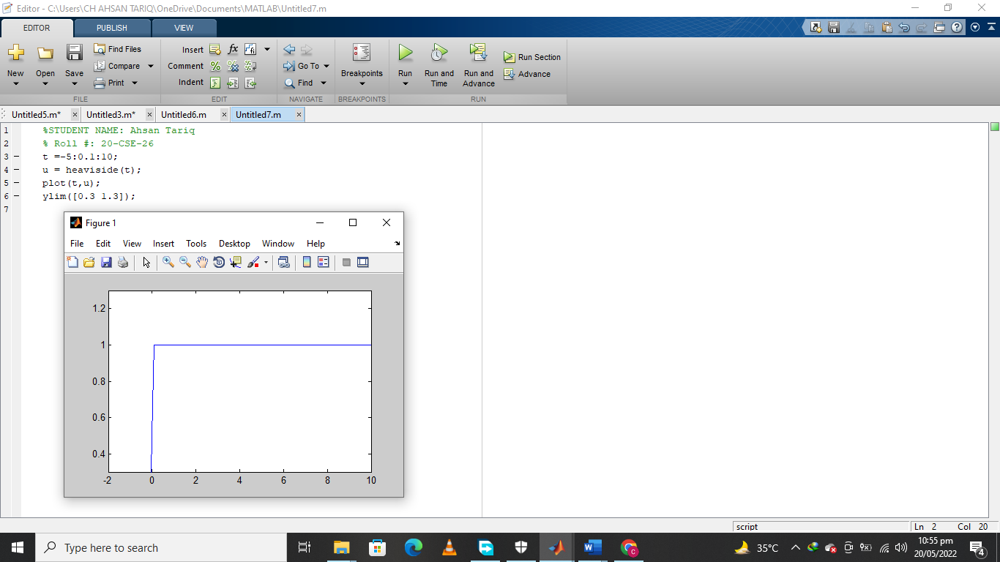 Editor - C:\Users\CH AHSAN TARIQ\OneDrive\Documents\MATLAB\Untitled7.m
EDITOR PUBLISH VIEW
New Open Save Find Files Compare Print
Insert fx Comment Indent
Go To Find
Breakpoints
Run Run and Time Run and Advance Run Section Advance
FILE EDIT NAVIGATE BREAKPOINTS RUN
Untitled5.m* Untitled3.m* Untitled6.m Untitled7.m
1 %STUDENT NAME: Ahsan Tariq
2 % Roll #: 20-CSE-26
3 t =-5:0.1:10;
4 u = heaviside(t);
5 plot(t,u);
6 ylim([0.3 1.3]);
7
Figure 1
File Edit View Insert Tools Desktop Window Help
1.2
1
0.8
0.6
0.4
-2 0 2 4 6 8 10
script Ln 2 Col 20
Type here to search
35°C
10:55 pm
20/05/2022
4